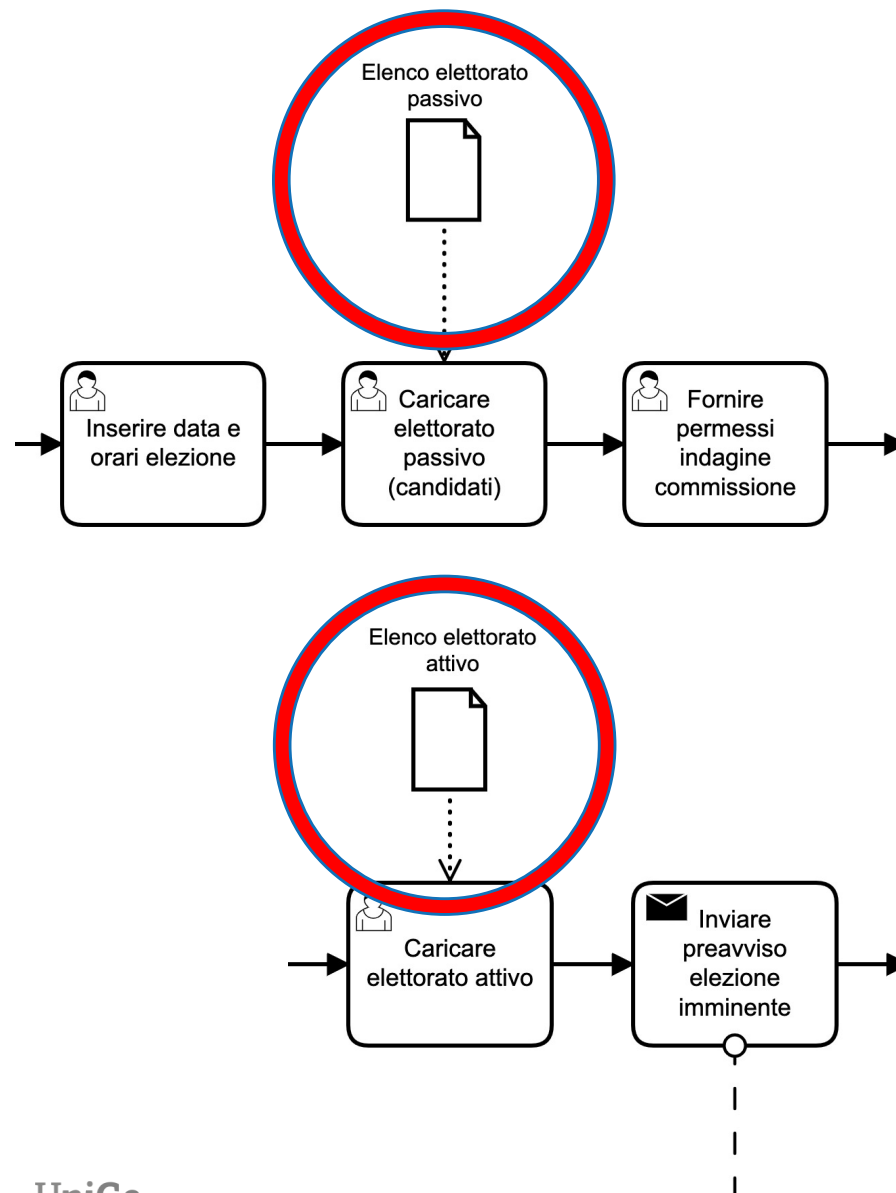 Elenco elettorato
passivo
Inserire data e
orari elezione
Caricare
elettorato
passivo
(candidati)
Fornire
permessi
indagine
commissione
Elenco elettorato
attivo
Caricare
elettorato attivo
Inviare
preavviso
elezione
imminente
UniGe